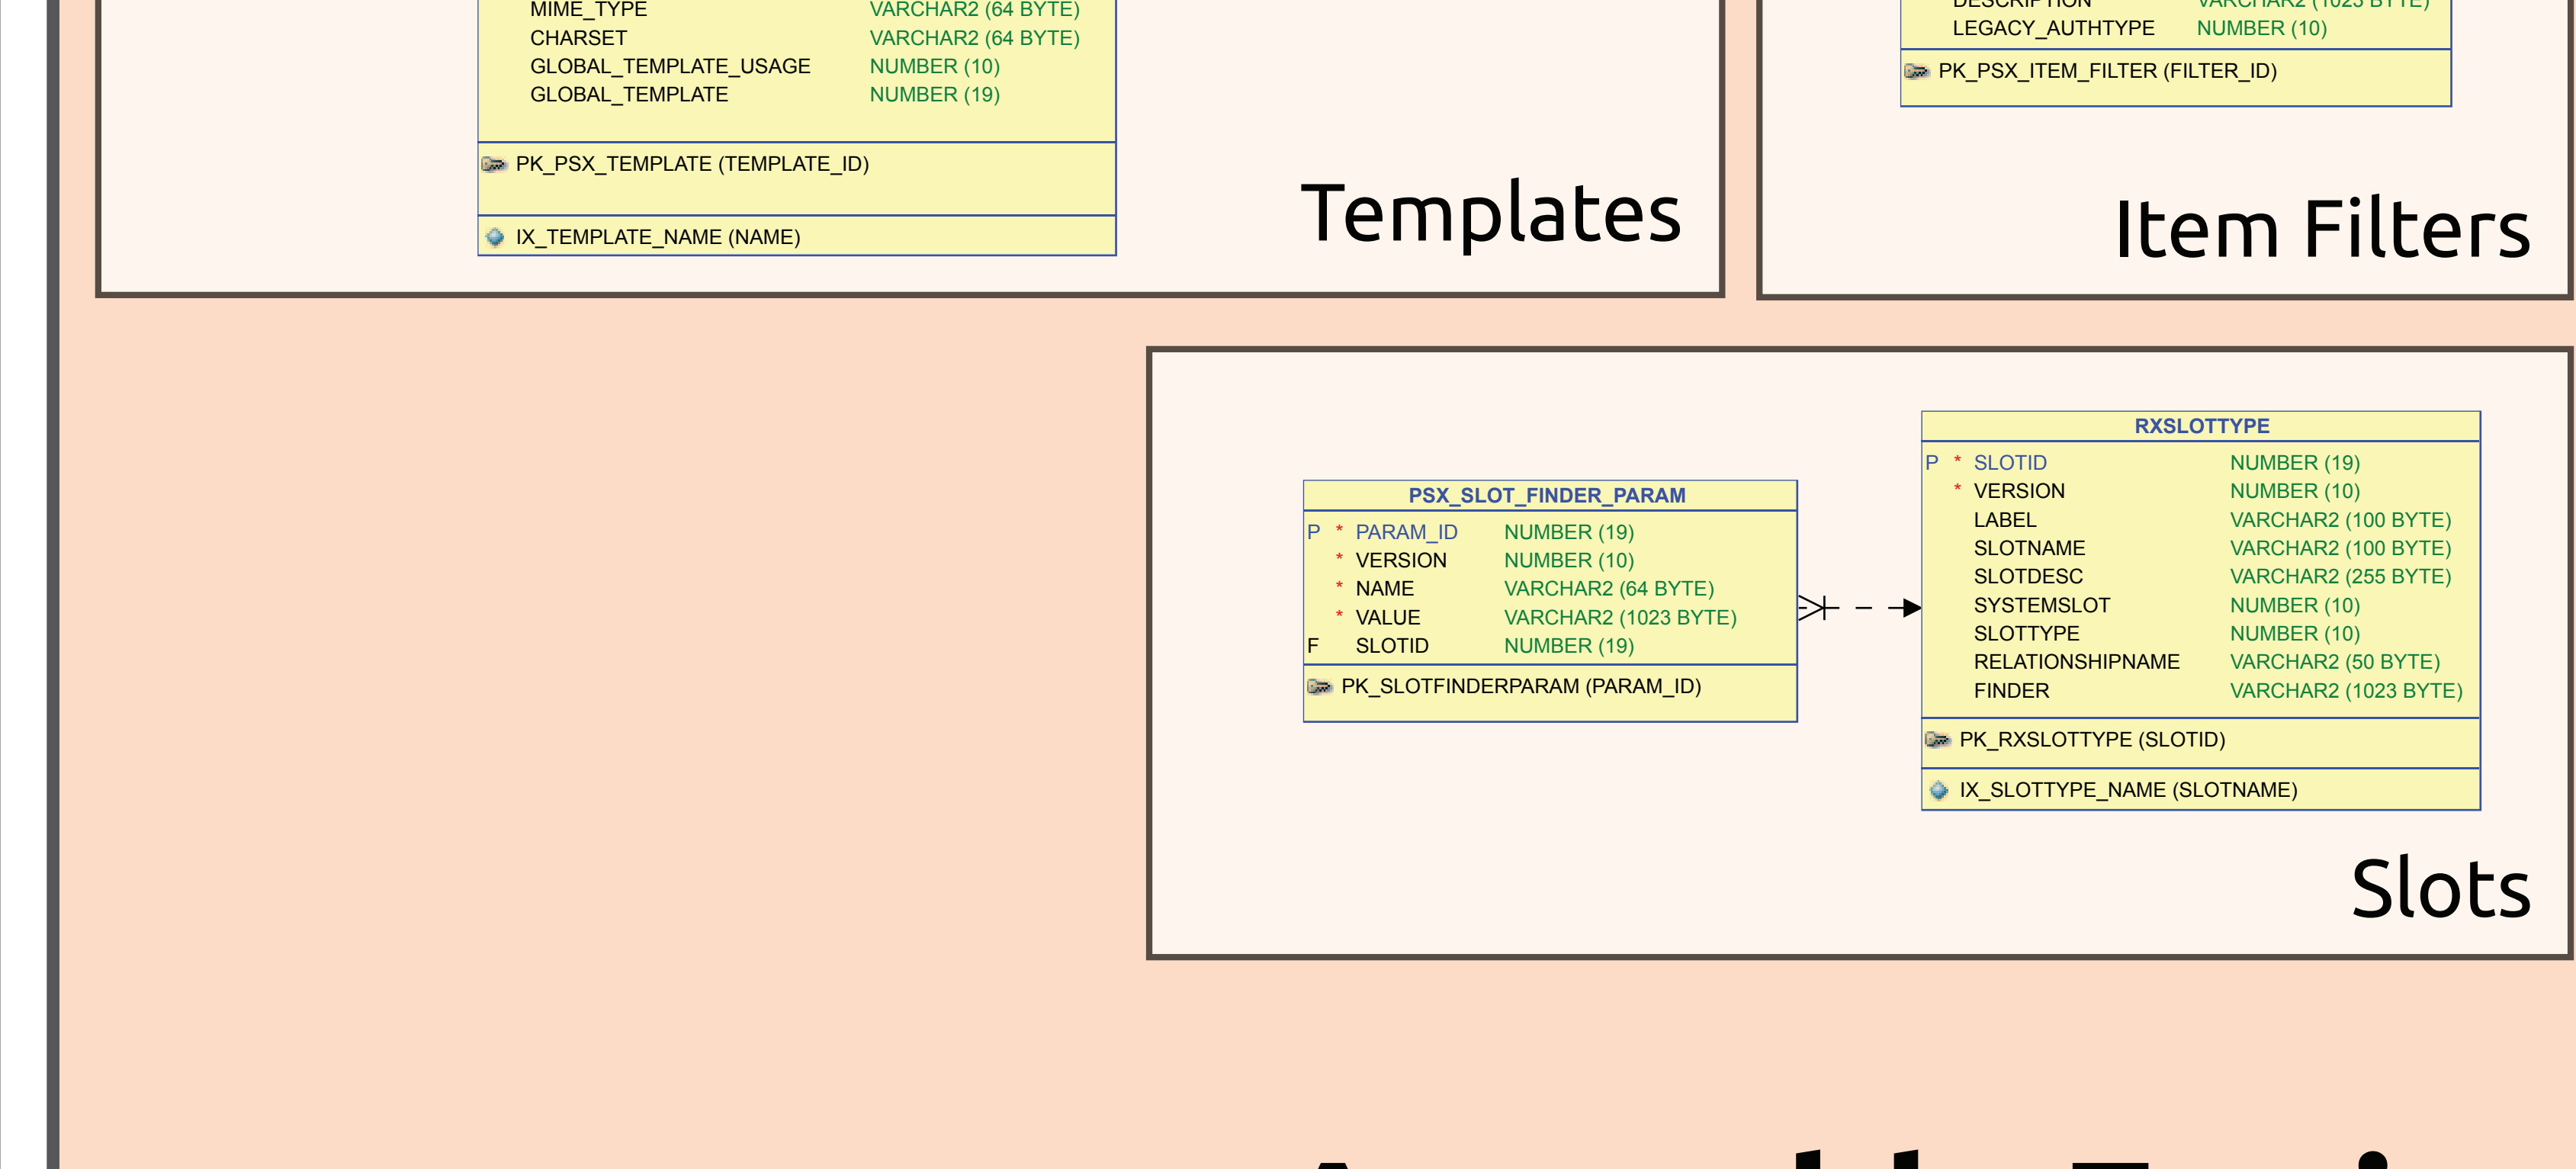 MIME_TYPE VARCHAR2 (64 BYTE)
CHARSET VARCHAR2 (64 BYTE)
GLOBAL_TEMPLATE_USAGE NUMBER (10)
GLOBAL_TEMPLATE NUMBER (19)
PK_PSX_TEMPLATE (TEMPLATE_ID)
IX_TEMPLATE_NAME (NAME)
Templates
DESCRIPTION VARCHAR2 (1023 BYTE)
LEGACY_AUTHTYPE NUMBER (10)
PK_PSX_ITEM_FILTER (FILTER_ID)
Item Filters
PSX_SLOT_FINDER_PARAM
P * PARAM_ID NUMBER (19)
* VERSION NUMBER (10)
* NAME VARCHAR2 (64 BYTE)
* VALUE VARCHAR2 (1023 BYTE)
F SLOTID NUMBER (19)
PK_SLOTFINDERPARAM (PARAM_ID)
RXSLOTTYPE
P * SLOTID NUMBER (19)
* VERSION NUMBER (10)
LABEL VARCHAR2 (100 BYTE)
SLOTNAME VARCHAR2 (100 BYTE)
SLOTDESC VARCHAR2 (255 BYTE)
SYSTEMSLOT NUMBER (10)
SLOTTYPE NUMBER (10)
RELATIONSHIPNAME VARCHAR2 (50 BYTE)
FINDER VARCHAR2 (1023 BYTE)
PK_RXSLOTTYPE (SLOTID)
IX_SLOTTYPE_NAME (SLOTNAME)
Slots